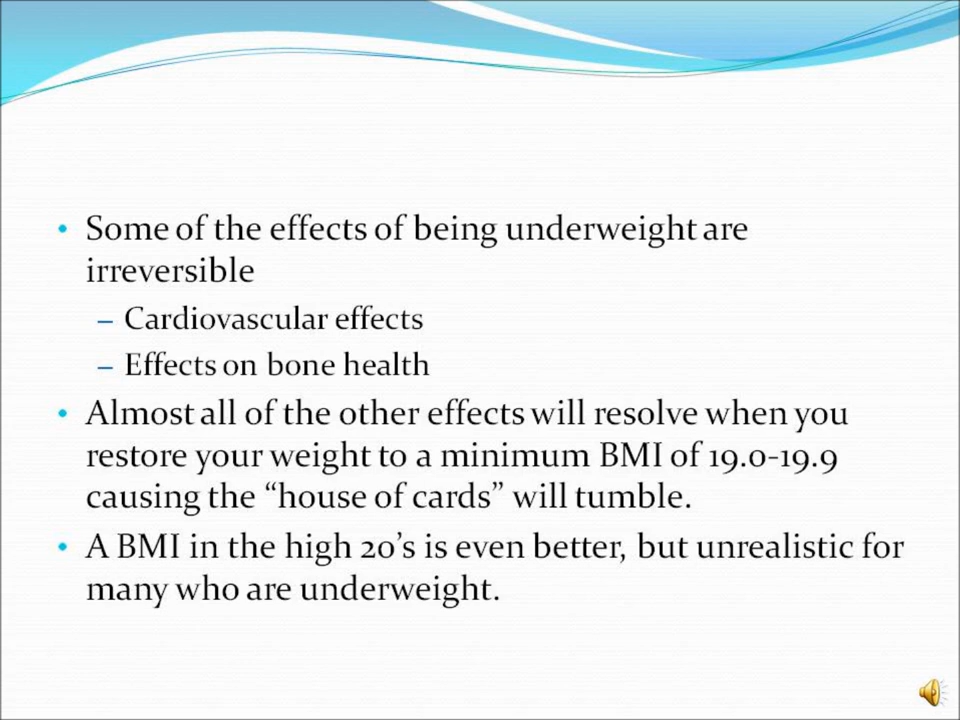 • Some of the effects of being underweight are
irreversible
– Cardiovascular effects
– Effects on bone health
• Almost all of the other effects will resolve when you
restore your weight to a minimum BMI of 19.0-19.9
causing the “house of cards” will tumble.
• A BMI in the high 20’s is even better, but unrealistic for
many who are underweight.